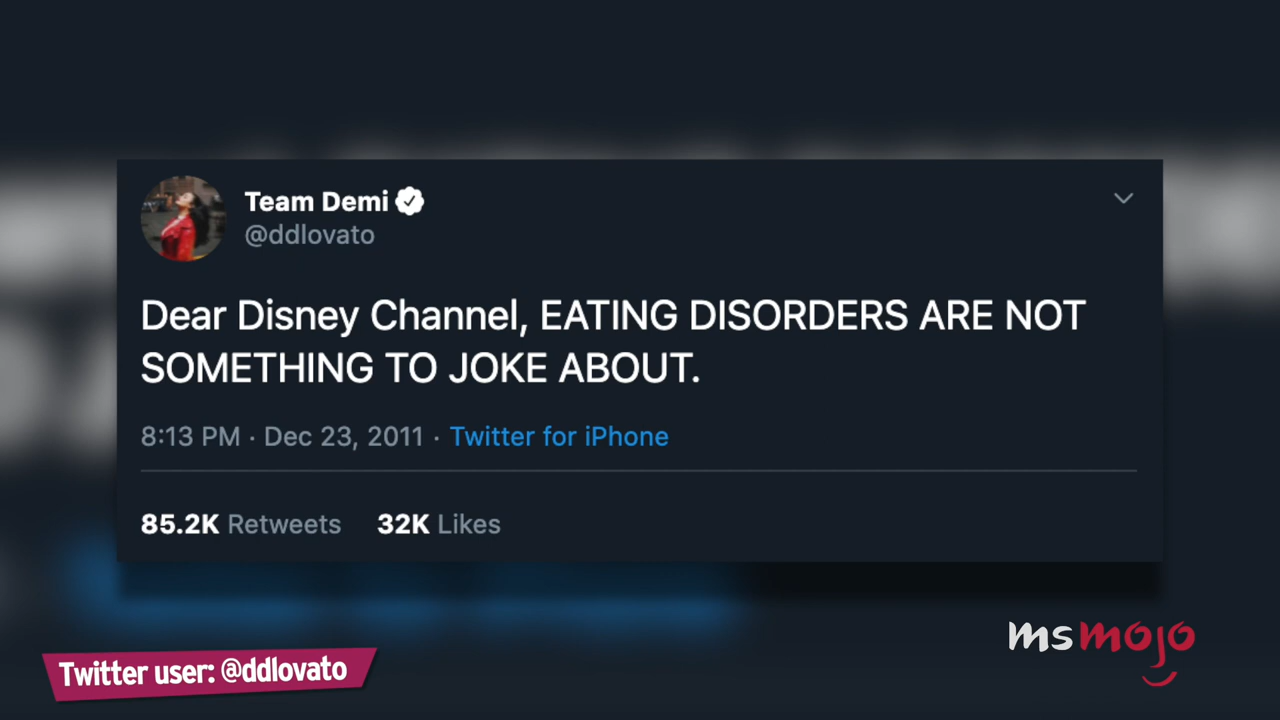 Team Demi
@ddlovato
Dear Disney Channel, EATING DISORDERS ARE NOT
SOMETHING TO JOKE ABOUT.
8:13 PM · Dec 23, 2011 · Twitter for iPhone
85.2K Retweets 32K Likes
msmojo
Twitter user: @ddlovato